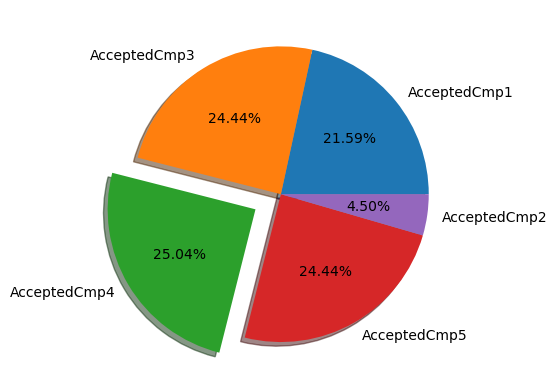 AcceptedCmp3
AcceptedCmp1
24.44%
21.59%
4.50%
AcceptedCmp2
25.04%
24.44%
AcceptedCmp4
AcceptedCmp5